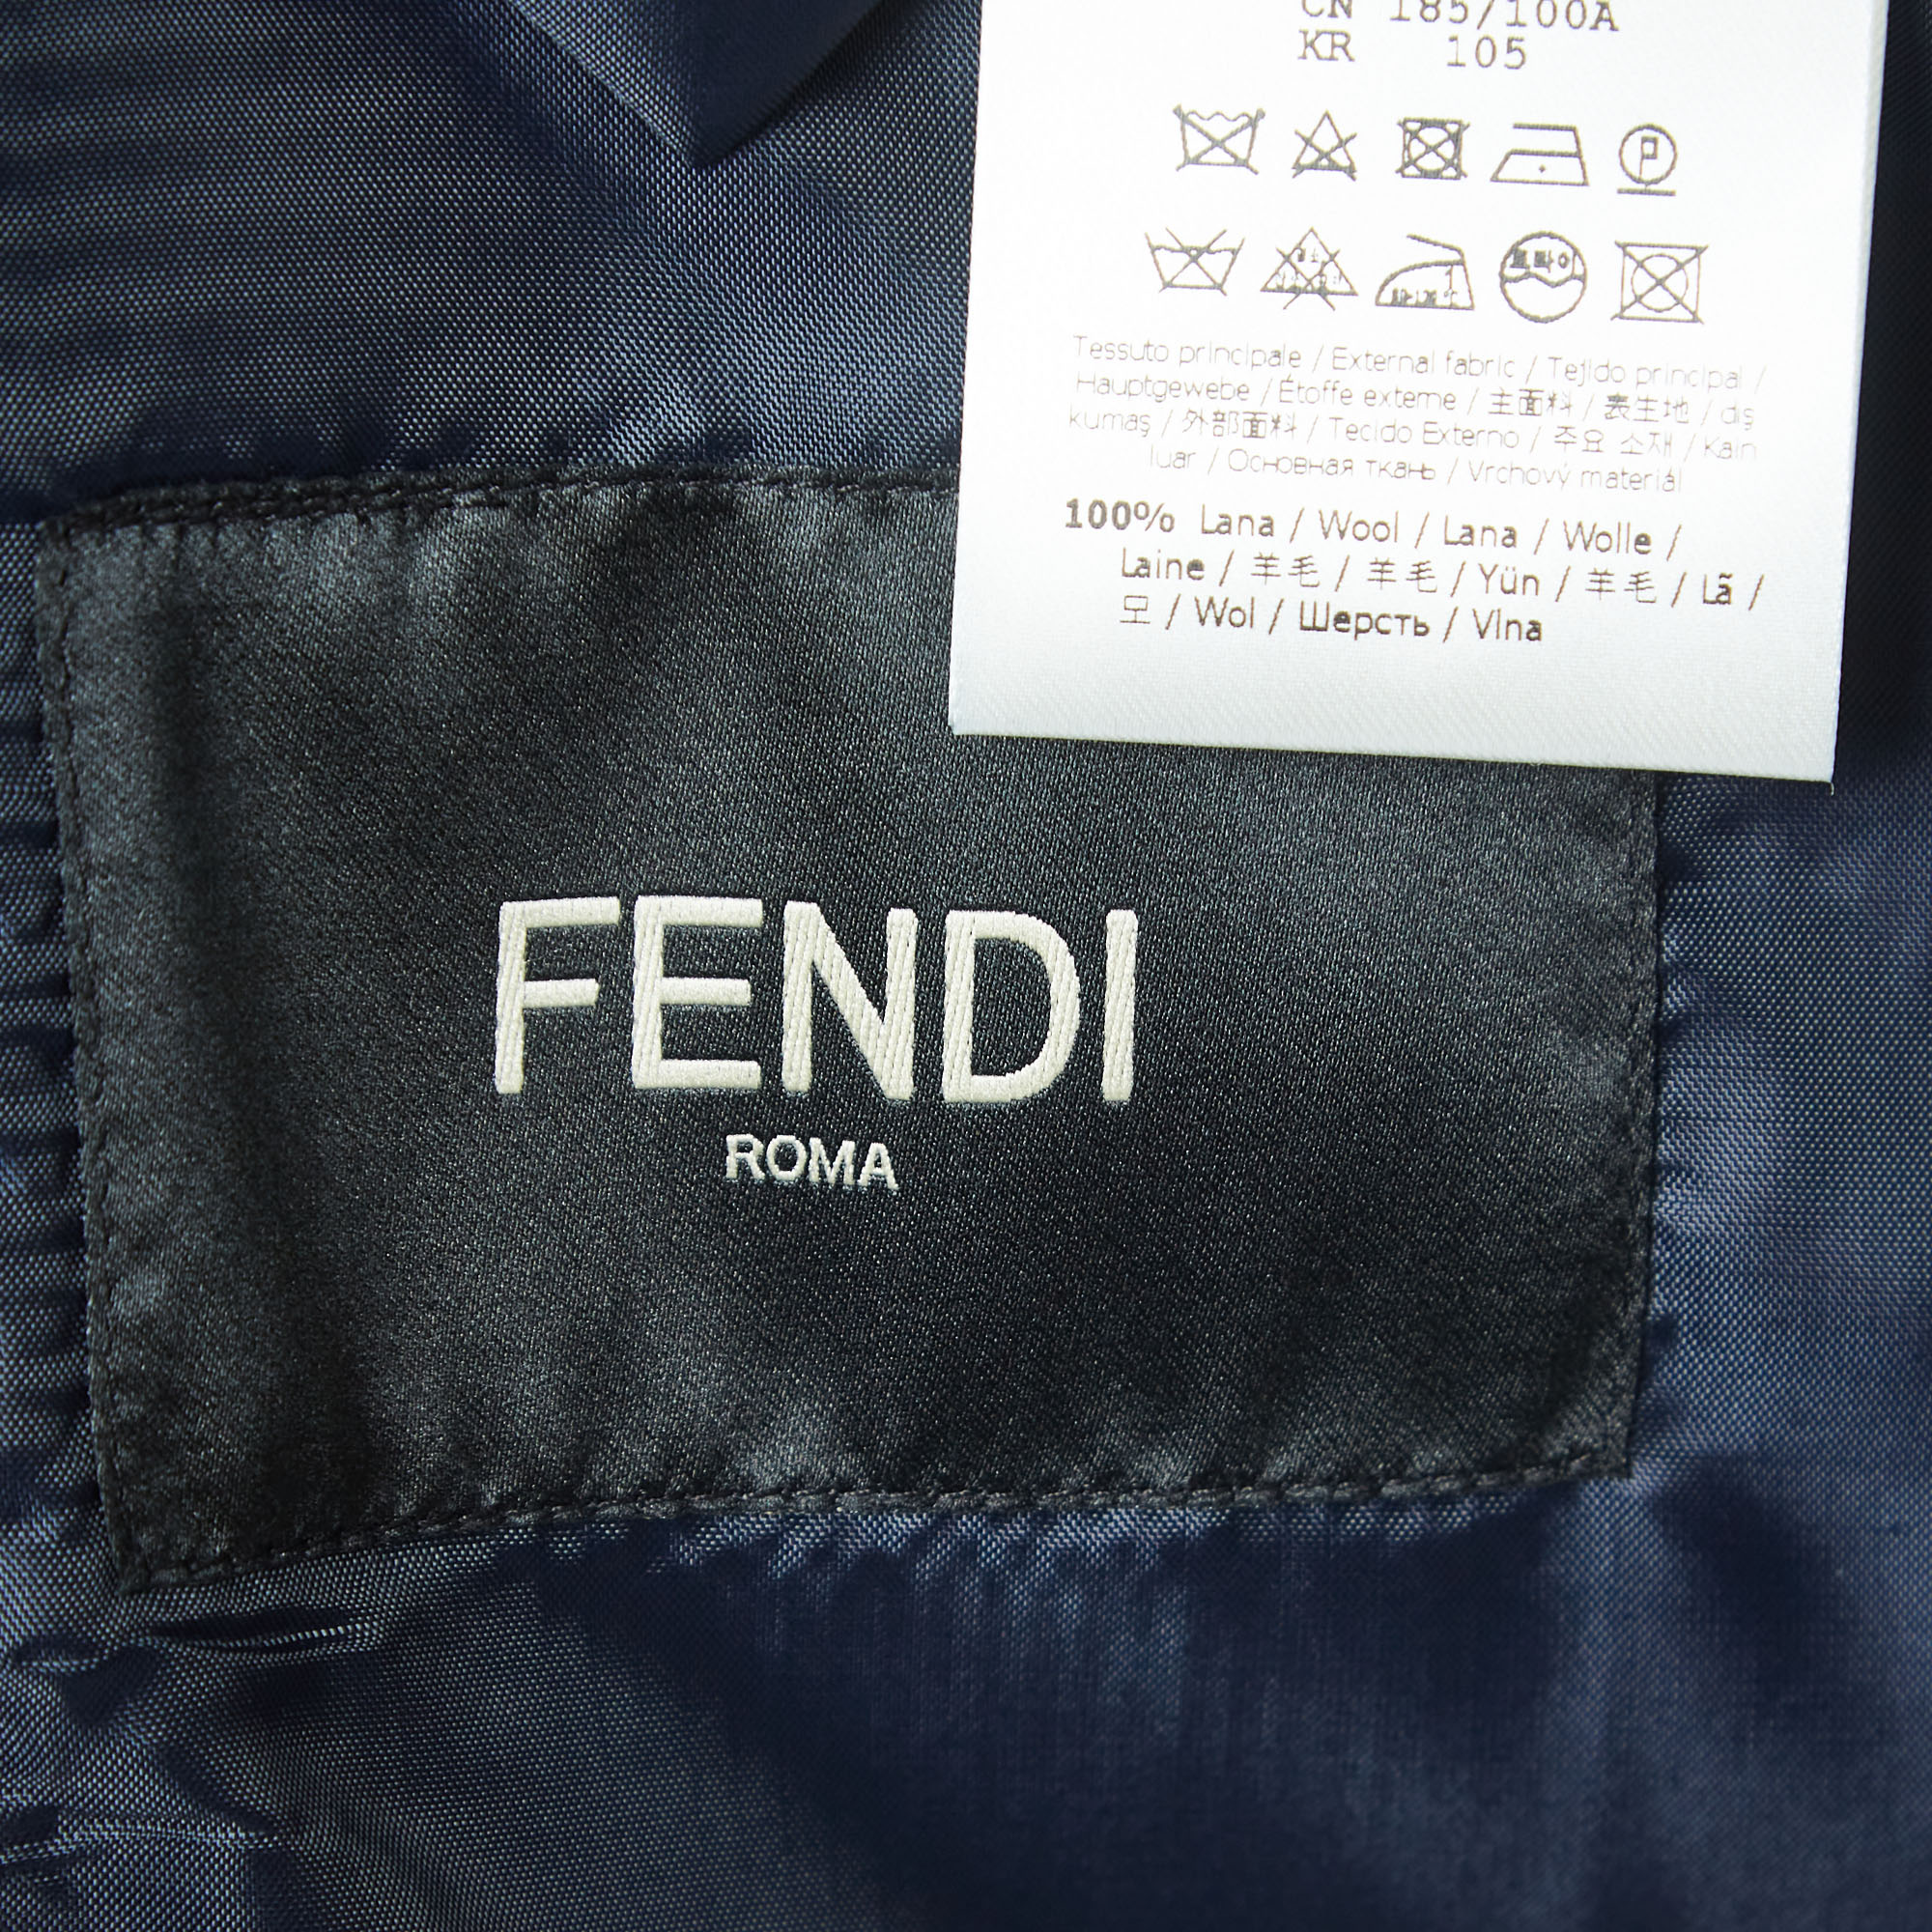 CN 185/100A
KR 105
P
드라이
Tessuto principale / External fabric / Tejido principal /
Hauptgewebe / Étoffe externe / 主面料 / 表生地 / dış
kumaş / 外部面料 / Tecido Externo / 주요 소재 / Kain
luar / Основная ткань / Vrchový materiál
100% Lana / Wool / Lana / Wolle /
Laine / 羊毛 / 羊毛 / Yün / 羊毛 / Lã /
모 / Wol / Шерсть / Vlna
FENDI
ROMA